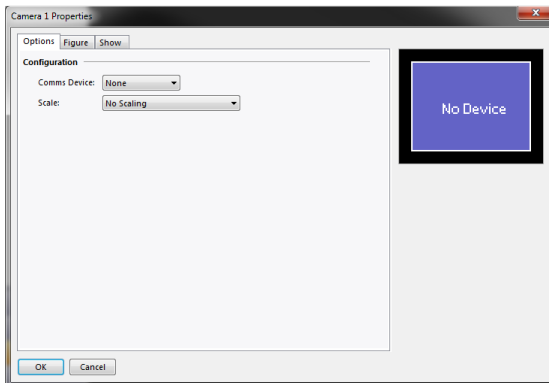 Camera 1 Properties
Options Figure Show
Configuration
Comms Device: None
Scale: No Scaling
No Device
OK Cancel